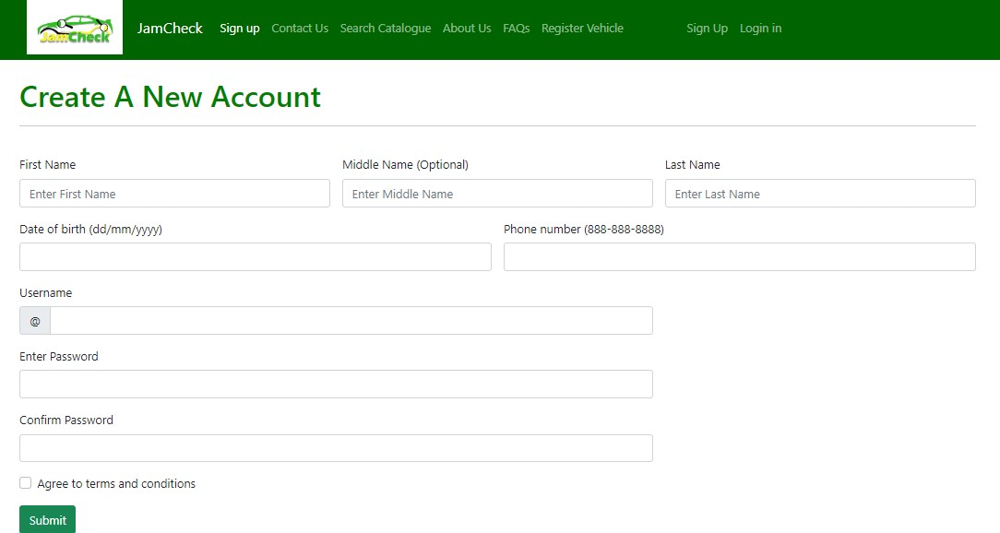 JamCheck JamCheck Sign up Contact Us Search Catalogue About Us FAQs Register Vehicle Sign Up Login in
Create A New Account
First Name Middle Name (Optional) Last Name
Enter First Name Enter Middle Name Enter Last Name
Date of birth (dd/mm/yyyy) Phone number (888-888-8888)
Username
@
Enter Password
Confirm Password
Agree to terms and conditions
Submit